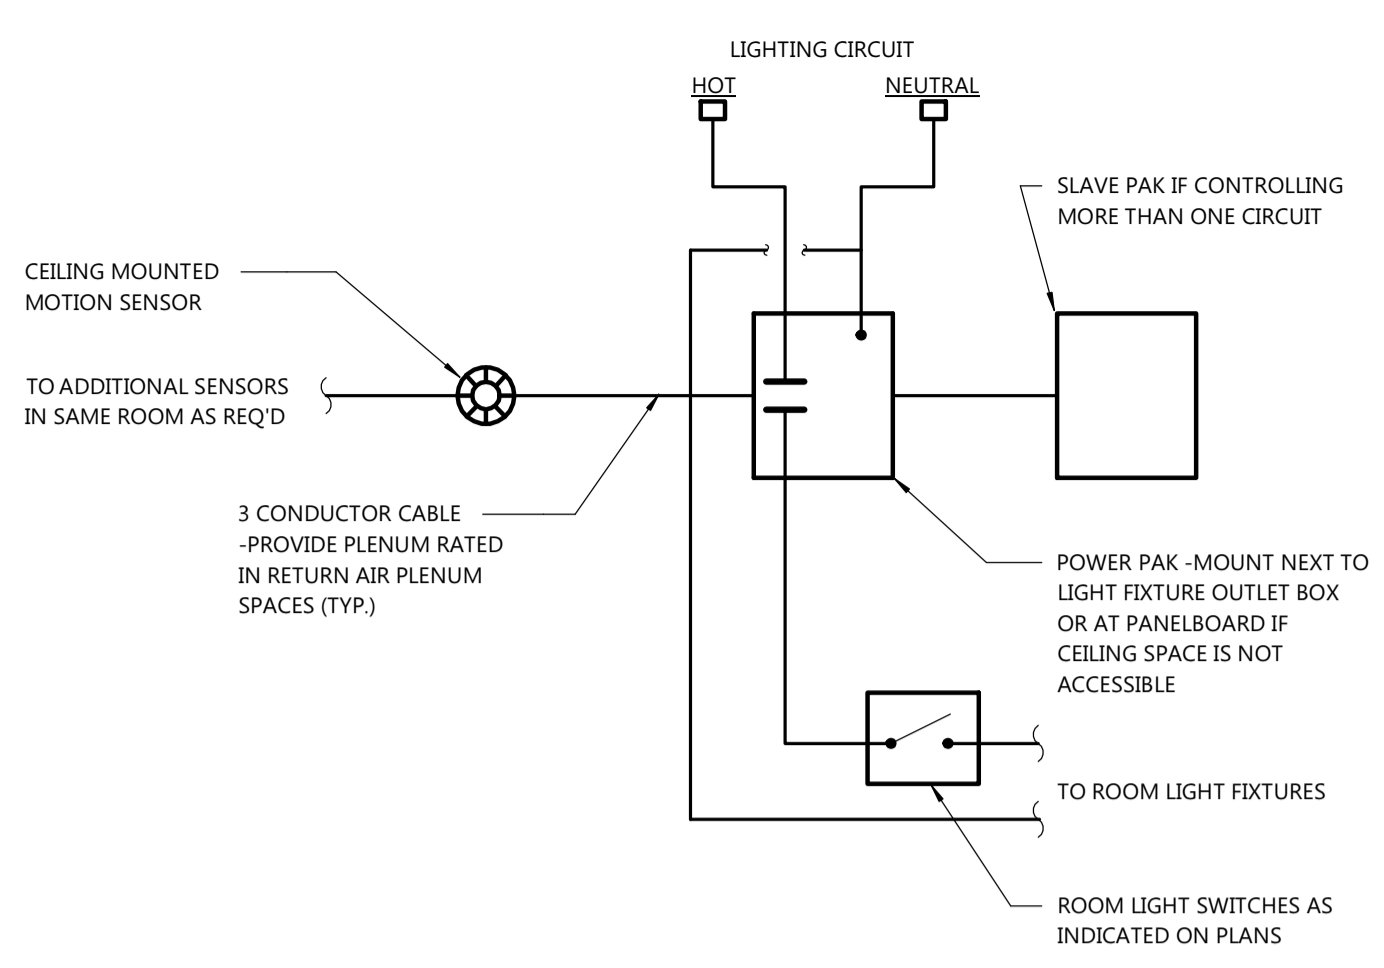 LIGHTING CIRCUIT
HOT
NEUTRAL
SLAVE PAK IF CONTROLLING
MORE THAN ONE CIRCUIT
CEILING MOUNTED
MOTION SENSOR
TO ADDITIONAL SENSORS
IN SAME ROOM AS REQ'D
3 CONDUCTOR CABLE
-PROVIDE PLENUM RATED
IN RETURN AIR PLENUM
SPACES (TYP.)
POWER PAK -MOUNT NEXT TO
LIGHT FIXTURE OUTLET BOX
OR AT PANELBOARD IF
CEILING SPACE IS NOT
ACCESSIBLE
TO ROOM LIGHT FIXTURES
ROOM LIGHT SWITCHES AS
INDICATED ON PLANS